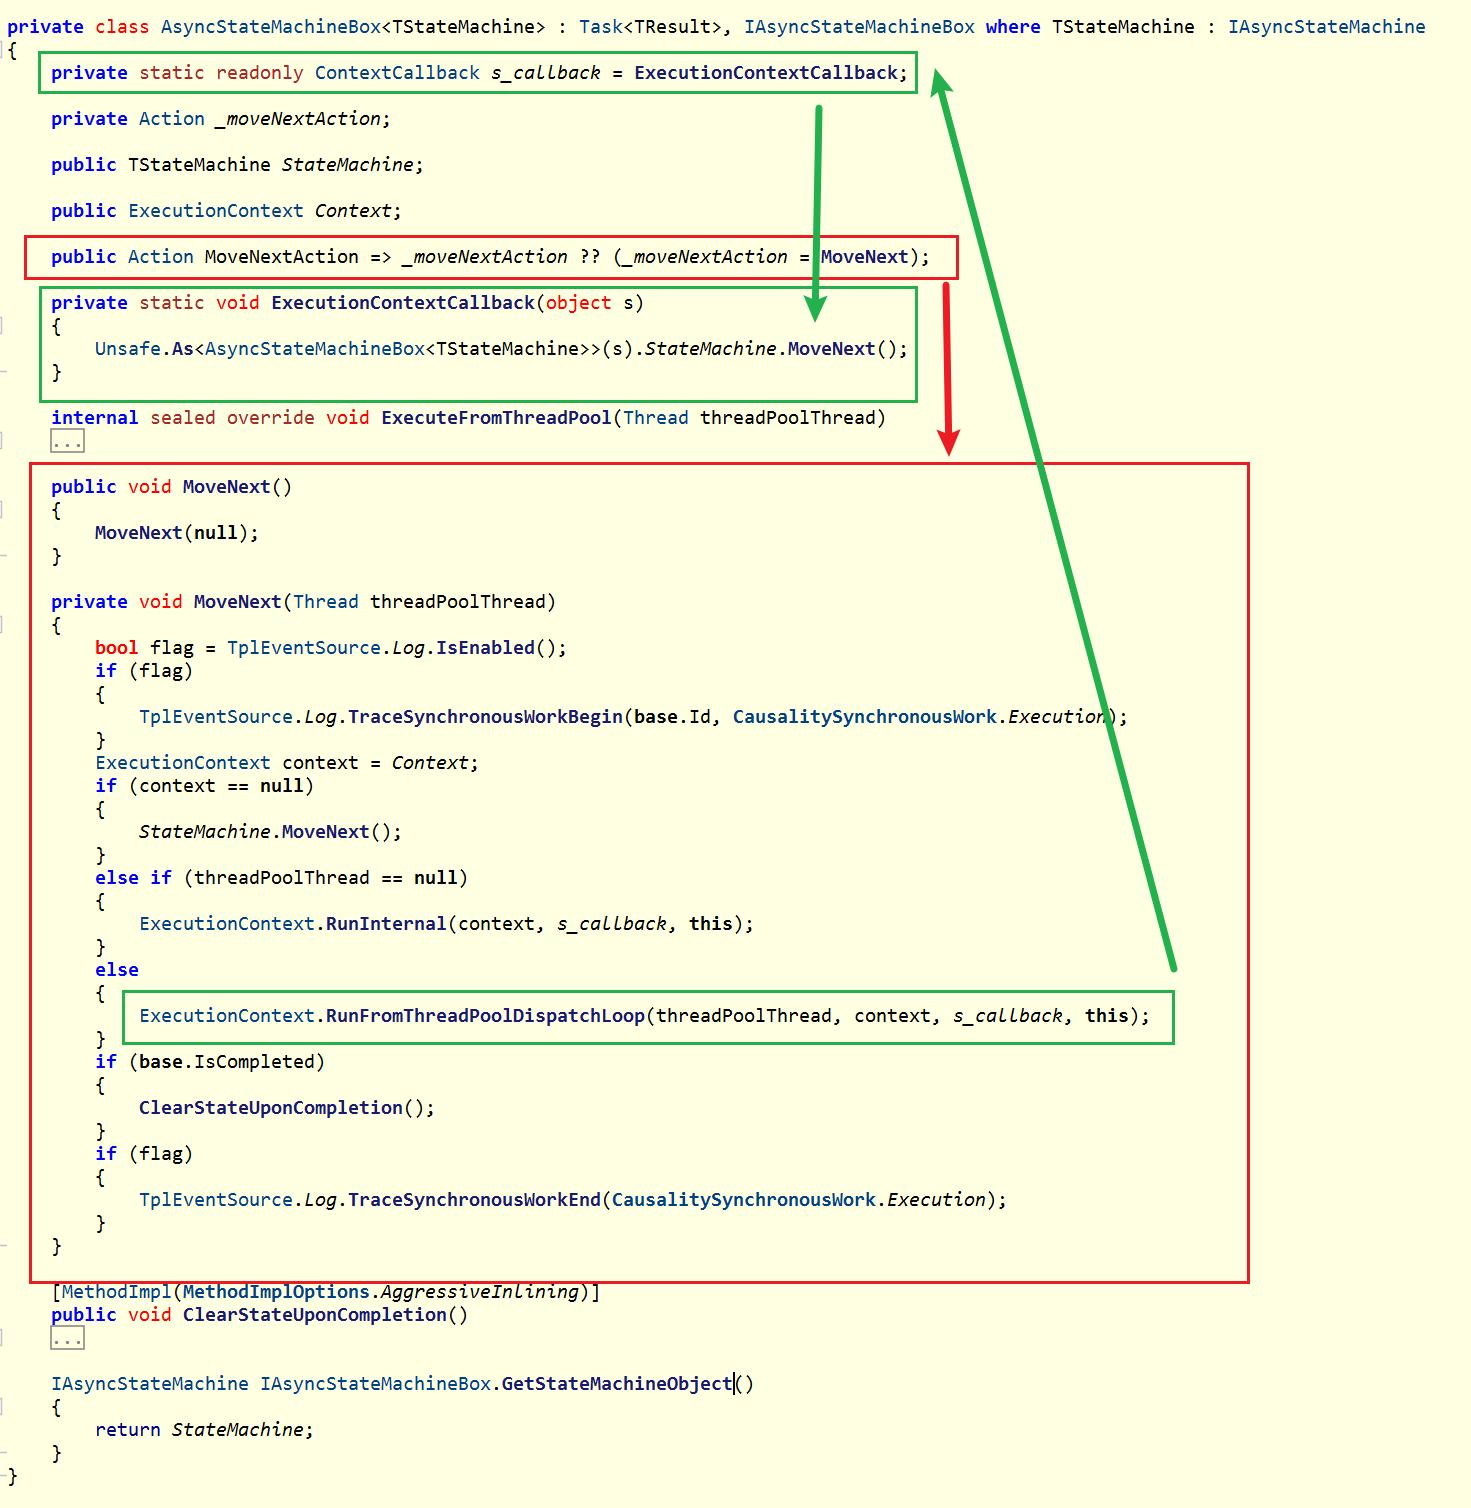 private class AsyncStateMachineBox<TStateMachine> : Task<TResult>, IAsyncStateMachineBox where TStateMachine : IAsyncStateMachine
{
    private static readonly ContextCallback s_callback = ExecutionContextCallback;
    private Action _moveNextAction;
    public TStateMachine StateMachine;
    public ExecutionContext Context;
    public Action MoveNextAction => _moveNextAction ?? (_moveNextAction = MoveNext);
    private static void ExecutionContextCallback(object s)
    {
        Unsafe.As<AsyncStateMachineBox<TStateMachine>>(s).StateMachine.MoveNext();
    }
    internal sealed override void ExecuteFromThreadPool(Thread threadPoolThread)
    ...
    public void MoveNext()
    {
        MoveNext(null);
    }
    private void MoveNext(Thread threadPoolThread)
    {
        bool flag = TplEventSource.Log.IsEnabled();
        if (flag)
        {
            TplEventSource.Log.TraceSynchronousWorkBegin(base.Id, CausalitySynchronousWork.Execution);
        }
        ExecutionContext context = Context;
        if (context == null)
        {
            StateMachine.MoveNext();
        }
        else if (threadPoolThread == null)
        {
            ExecutionContext.RunInternal(context, s_callback, this);
        }
        else
        {
            ExecutionContext.RunFromThreadPoolDispatchLoop(threadPoolThread, context, s_callback, this);
        }
        if (base.IsCompleted)
        {
            ClearStateUponCompletion();
        }
        if (flag)
        {
            TplEventSource.Log.TraceSynchronousWorkEnd(CausalitySynchronousWork.Execution);
        }
    }
    [MethodImpl(MethodImplOptions.AggressiveInlining)]
    public void ClearStateUponCompletion()
    ...
    IAsyncStateMachine IAsyncStateMachineBox.GetStateMachineObject()
    {
        return StateMachine;
    }
}